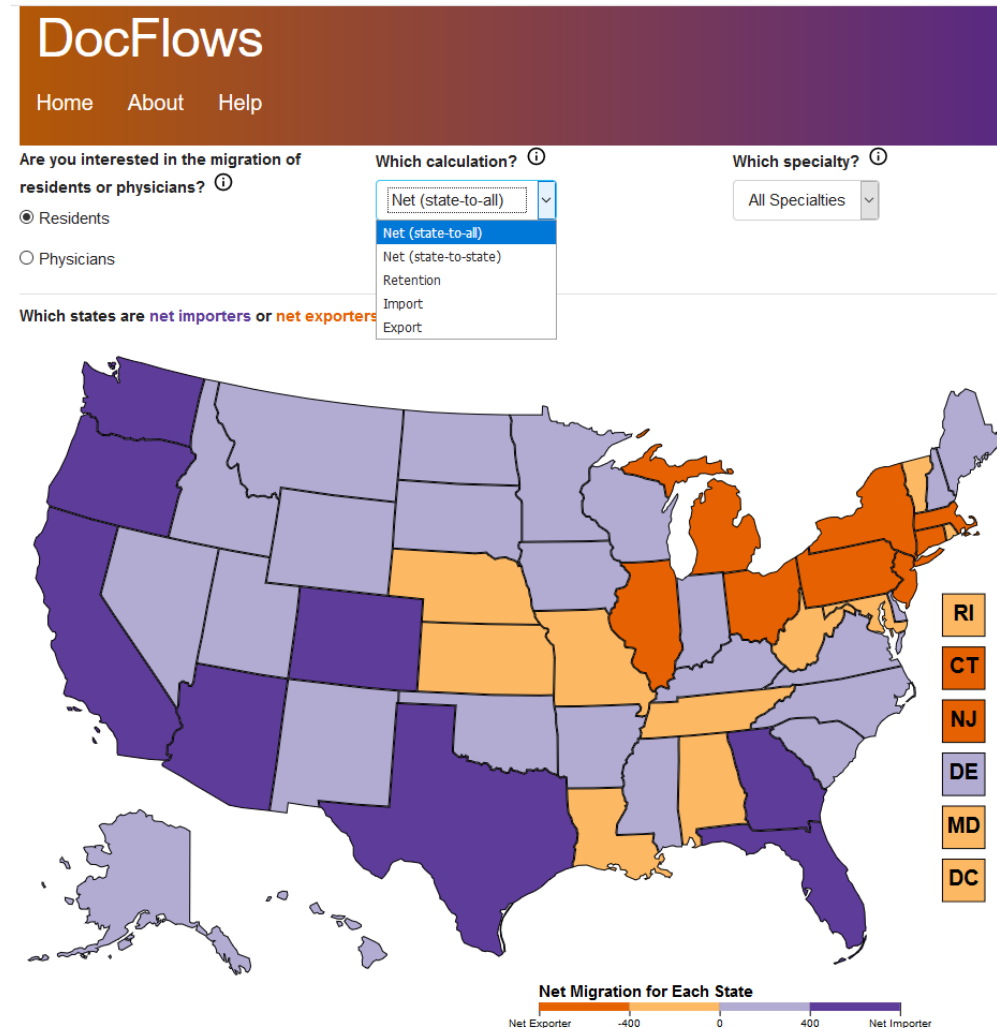 DocFlows
Home About Help
Are you interested in the migration of
residents or physicians?
Residents
Physicians
Which calculation?
Net (state-to-all)
Net (state-to-all)
Net (state-to-state)
Retention
Import
Export
Which specialty?
All Specialties
Which states are net importers or net exporters
RI
CT
NJ
DE
MD
DC
Net Migration for Each State
Net Exporter -400 0 400 Net Importer